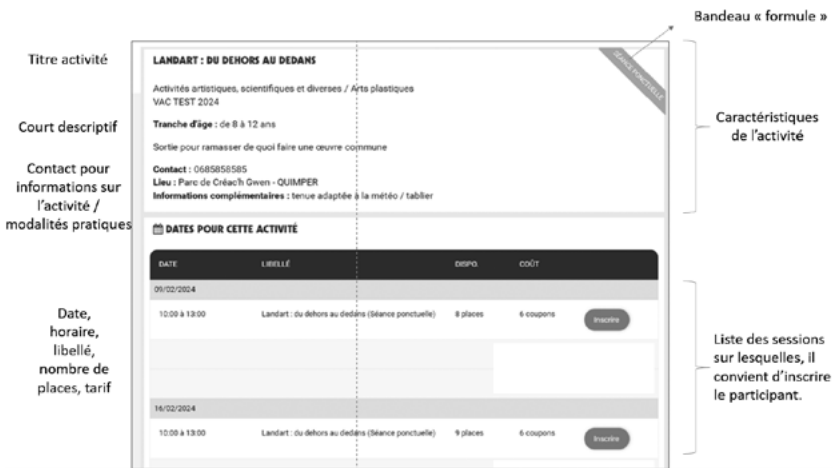 Bandeau « formule »
Titre activité
LANDART : DU DEHORS AU DEDANS
SÉANCE PONCTUELLE
Activités artistiques, scientifiques et diverses / Arts plastiques
VAC TEST 2024
Court descriptif
Tranche d'âge : de 8 à 12 ans
Caractéristiques
de l'activité
Sortie pour ramasser de quoi faire une œuvre commune
Contact pour
informations sur
l'activité /
modalités pratiques
Contact : 0685858585
Lieu : Parc de Créac'h Gwen - QUIMPER
Informations complémentaires : tenue adaptée à la météo / tablier
DATES POUR CETTE ACTIVITÉ
DATE LIBELLÉ DISPO. COÛT
09/02/2024
10:00 à 13:00 Landart : du dehors au dedans (Séance ponctuelle) 8 places 6 coupons Inscrire
Date,
horaire,
libellé,
nombre de
places, tarif
Liste des sessions
sur lesquelles, il
convient d'inscrire
le participant.
16/02/2024
10:00 à 13:00 Landart : du dehors au dedans (Séance ponctuelle) 9 places 6 coupons Inscrire